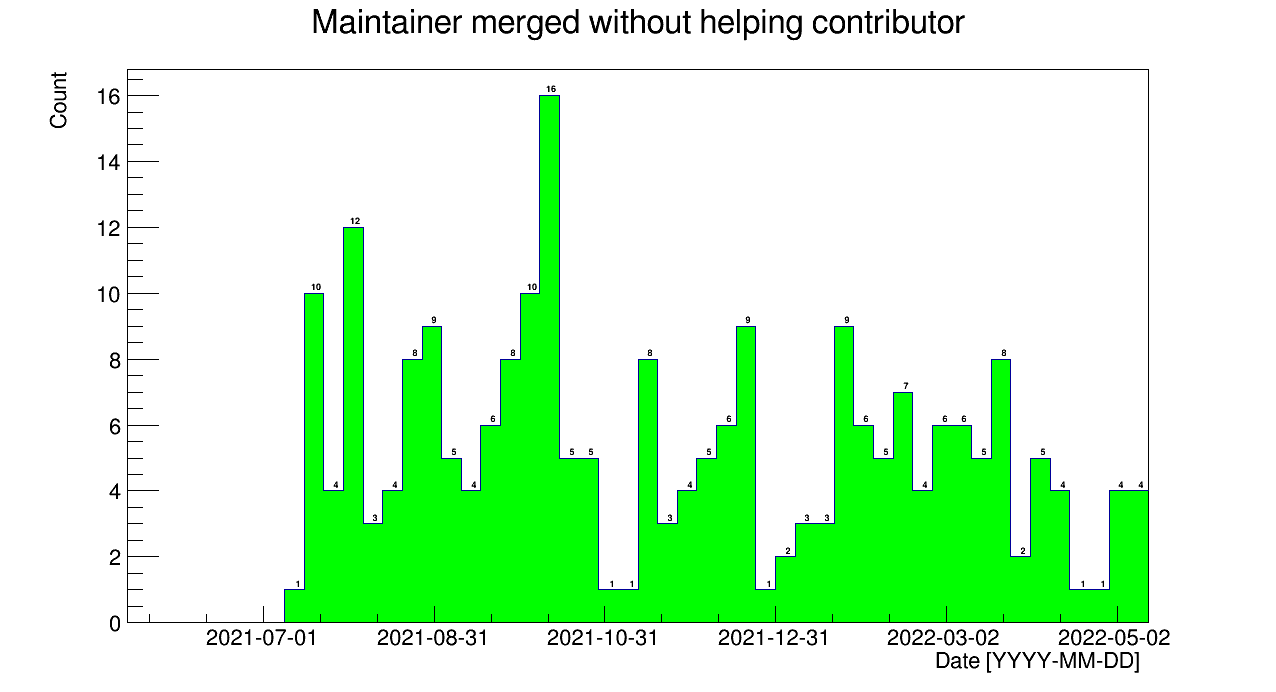 Maintainer merged without helping contributor
Count
16
14
12
10
8
6
4
2
0
1 10 4 12 3 4 8 9 5 4 6 8 10 16 5 5 1 1 8 3 4 5 6 9 1 2 3 3 9 6 5 7 4 6 6 5 8 2 5 4 1 1 4 4
2021-07-01 2021-08-31 2021-10-31 2021-12-31 2022-03-02 2022-05-02
Date [YYYY-MM-DD]